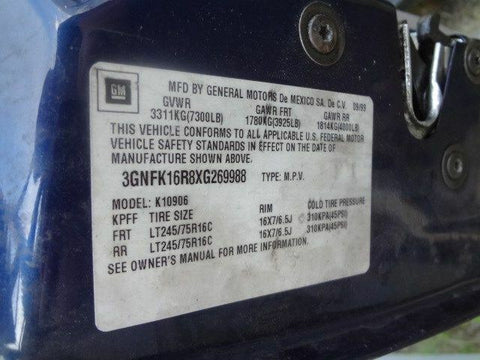 GM
MFD BY GENERAL MOTORS De MEXICO SA. De C.V. 09/99
GVWR GAWR FRT GAWR RR
3311KG(7300LB) 1780KG(3925LB) 1814KG(4000LB)
THIS VEHICLE CONFORMS TO ALL APPLICABLE U.S. FEDERAL MOTOR
VEHICLE SAFETY STANDARDS IN EFFECT ON THE DATE OF
MANUFACTURE SHOWN ABOVE.
3GNFK16R8XG269988 TYPE: M.P.V.
MODEL: K10906
KPFF TIRE SIZE RIM COLD TIRE PRESSURE
FRT LT245/75R16C 16X7/6.5J 310KPA(45PSI)
RR LT245/75R16C 16X7/6.5J 310KPA(45PSI)
SEE OWNER'S MANUAL FOR ANY